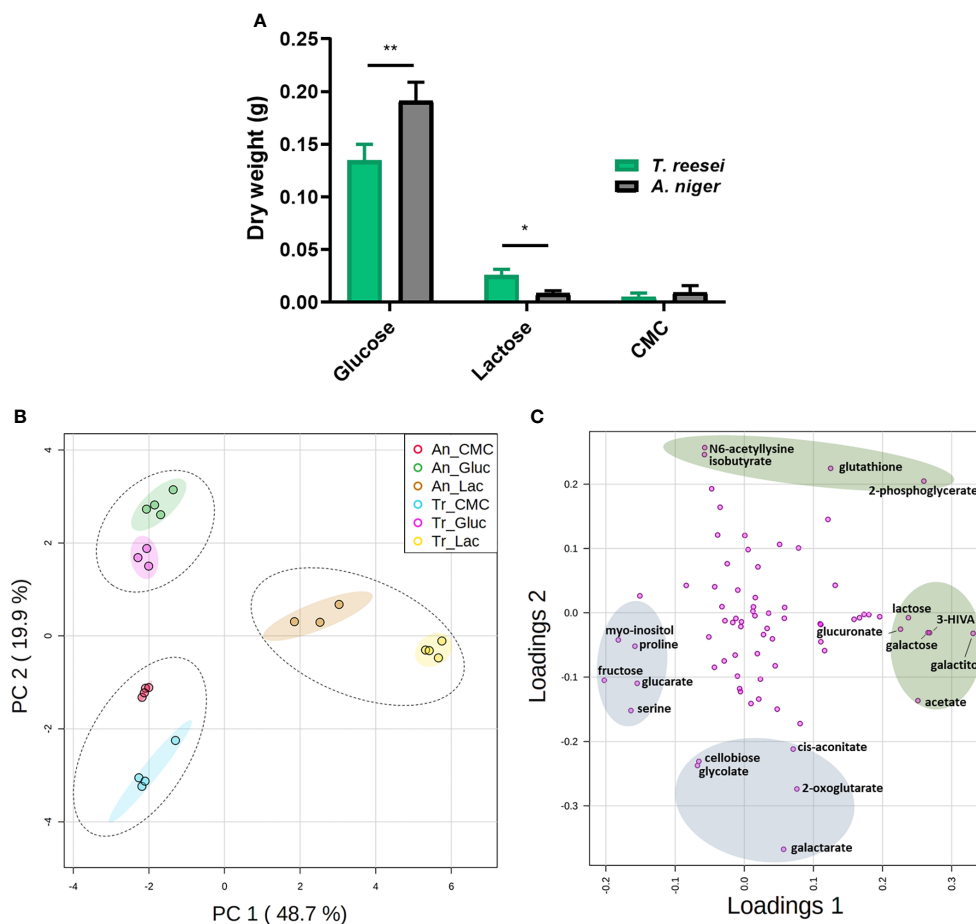 A
Dry weight (g)
0.25
0.20
0.15
0.10
0.05
0.00
**
*
T. reesei
A. niger
Glucose
Lactose
CMC
B
PC 2 ( 19.9 %)
4
2
0
-2
-4
An_CMC
An_Gluc
An_Lac
Tr_CMC
Tr_Gluc
Tr_Lac
-4 -2 0 2 4 6
PC 1 ( 48.7 %)
C
Loadings 2
0.2
0.1
0.0
-0.1
-0.2
-0.3
N6-acetyllysine
isobutyrate
glutathione
2-phosphoglycerate
lactose
3-HIVA
glucuronate
galactose
galactito
acetate
myo-inositol
proline
fructose
glucarate
serine
cellobiose
glycolate
cis-aconitate
2-oxoglutarate
galactarate
-0.2 -0.1 0.0 0.1 0.2 0.3
Loadings 1